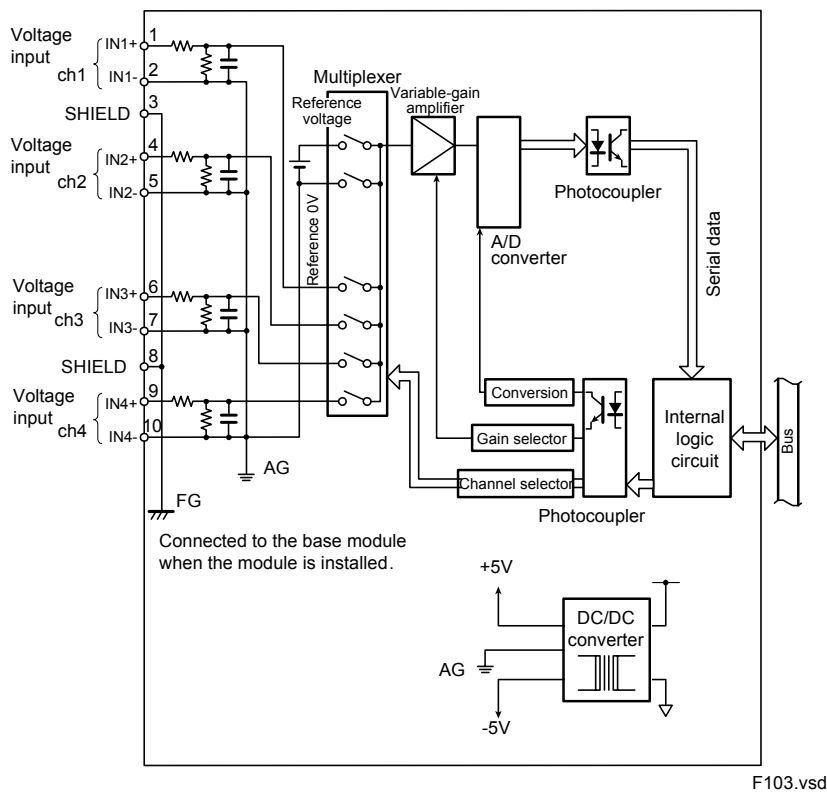 Voltage
input
ch1
IN1+
1
IN1-
2
SHIELD
3
Voltage
input
ch2
IN2+
4
IN2-
5
Voltage
input
ch3
IN3+
6
IN3-
7
SHIELD
8
Voltage
input
ch4
IN4+
9
IN4-
10
AG
FG
Connected to the base module
when the module is installed.
Multiplexer
Reference
voltage
Reference 0V
Variable-gain
amplifier
A/D
converter
Photocoupler
Serial data
Conversion
Gain selector
Channel selector
Photocoupler
Internal
logic
circuit
Bus
+5V
AG
-5V
DC/DC
converter
F103.vsd